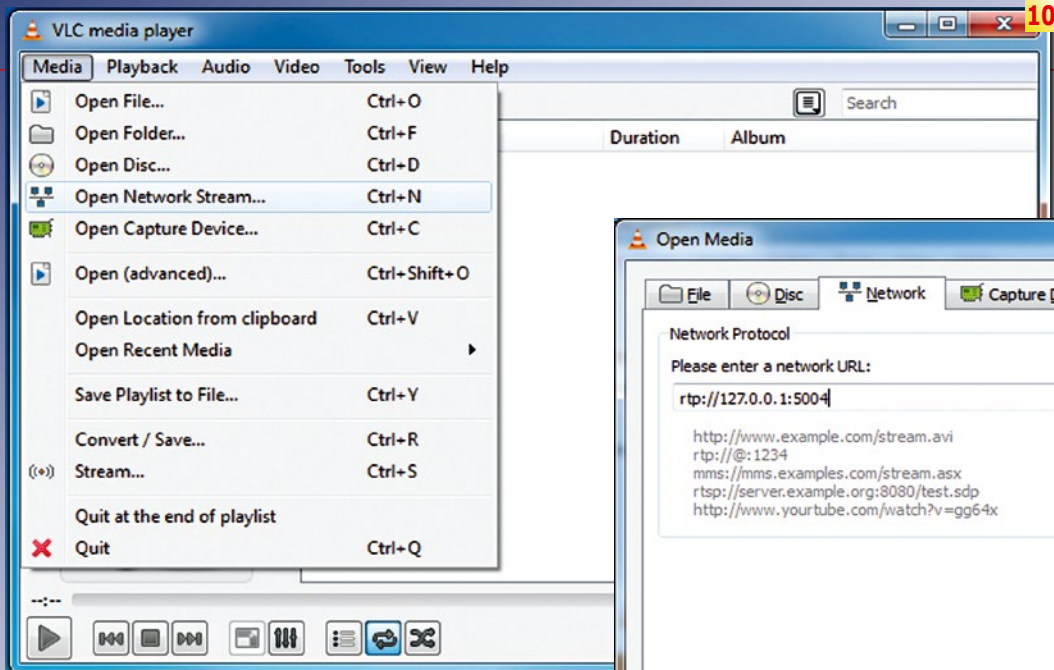 10
VLC media player
Media Playback Audio Video Tools View Help
Open File... Ctrl+O
Open Folder... Ctrl+F
Open Disc... Ctrl+D
Open Network Stream... Ctrl+N
Open Capture Device... Ctrl+C
Open (advanced)... Ctrl+Shift+O
Open Location from clipboard Ctrl+V
Open Recent Media
Save Playlist to File... Ctrl+Y
Convert / Save... Ctrl+R
Stream... Ctrl+S
Quit at the end of playlist
Quit Ctrl+Q
Search
Duration Album
--:--
Open Media
File Disc Network Capture D
Network Protocol
Please enter a network URL:
rtp://127.0.0.1:5004
http://www.example.com/stream.avi
rtp://@:1234
mms://mms.examples.com/stream.asx
rtsp://server.example.org:8080/test.sdp
http://www.yourtube.com/watch?v=gg64x